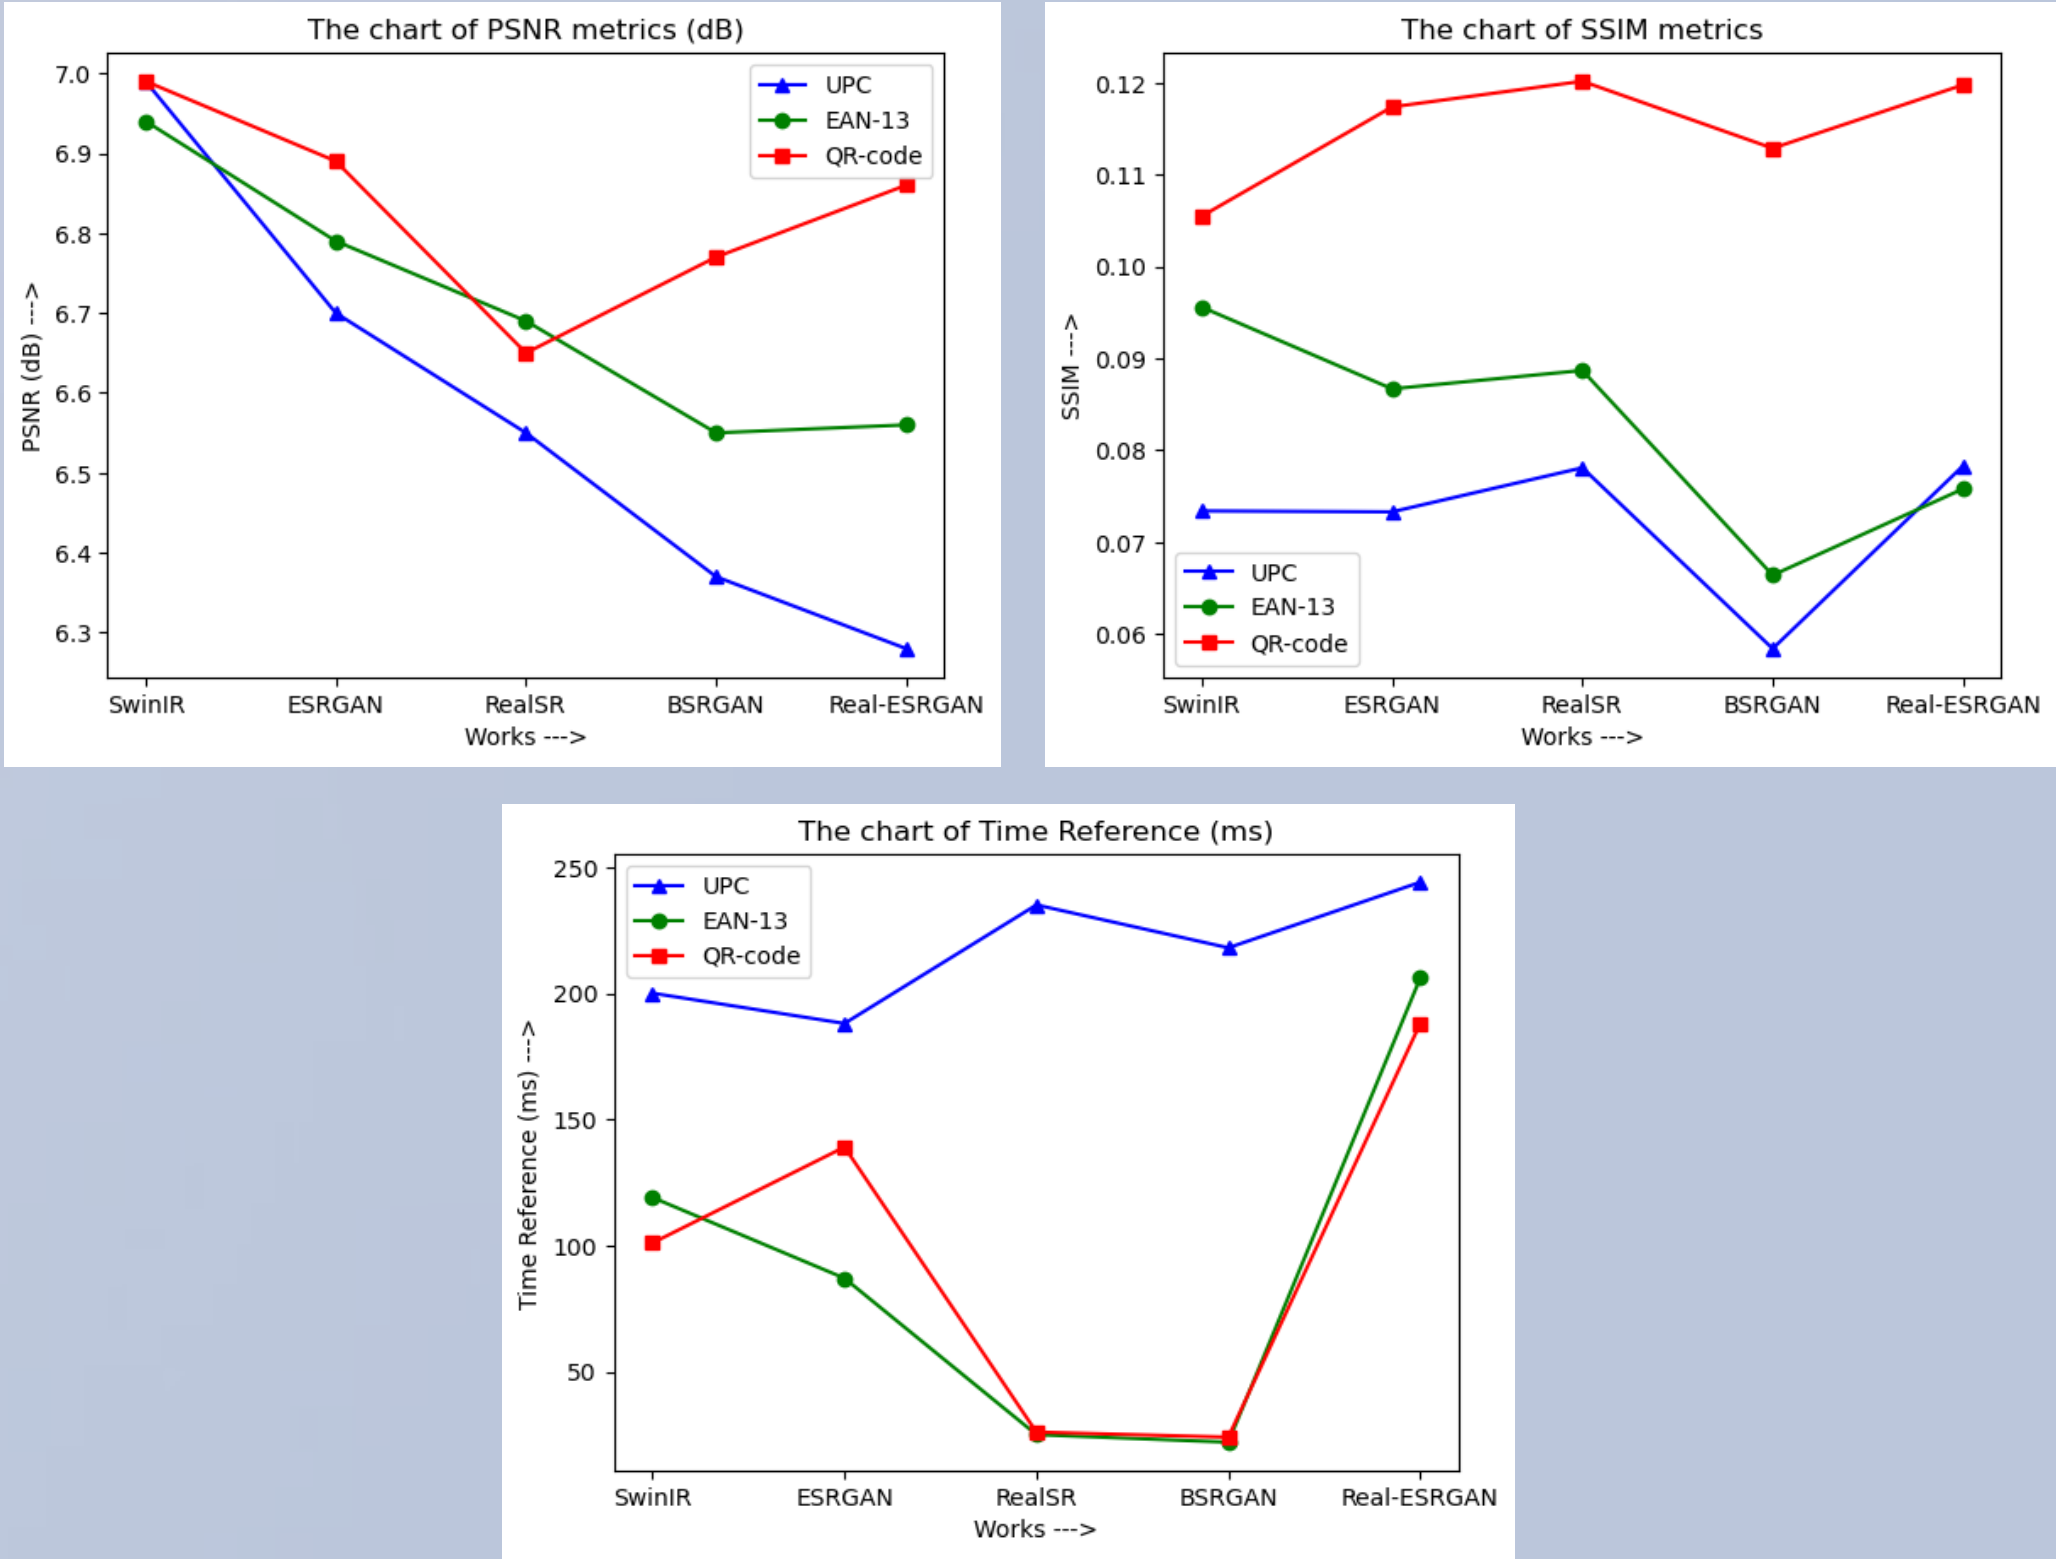 The chart of PSNR metrics (dB)
UPC
EAN-13
QR-code
7.0
6.9
6.8
6.7
6.6
6.5
6.4
6.3
PSNR (dB) --->
SwinIR ESRGAN RealSR BSRGAN Real-ESRGAN
Works --->
The chart of SSIM metrics
0.12
0.11
0.10
0.09
0.08
0.07
0.06
SSIM --->
UPC
EAN-13
QR-code
SwinIR ESRGAN RealSR BSRGAN Real-ESRGAN
Works --->
The chart of Time Reference (ms)
UPC
EAN-13
QR-code
250
200
150
100
50
Time Reference (ms) --->
SwinIR ESRGAN RealSR BSRGAN Real-ESRGAN
Works --->